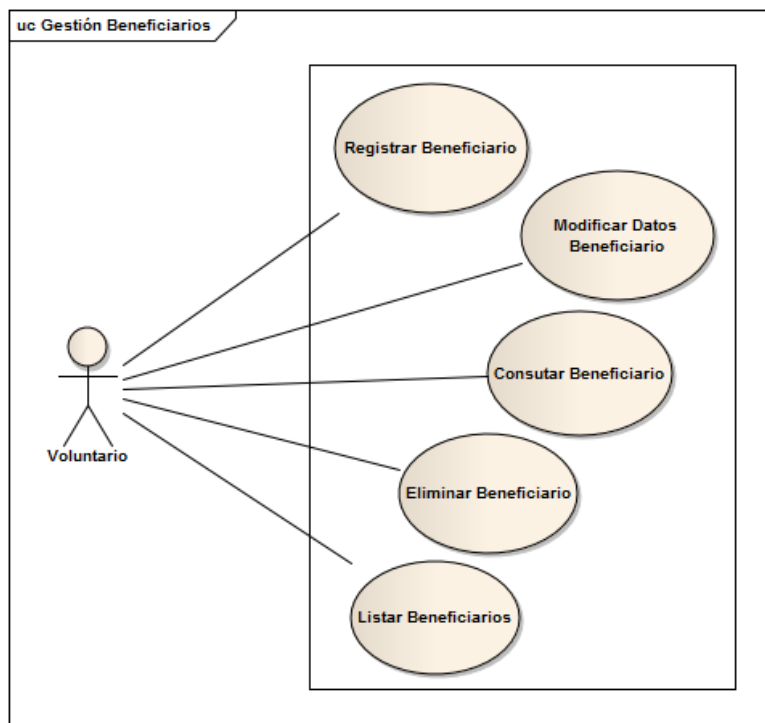 uc Gestión Beneficiarios
Registrar Beneficiario
Modificar Datos
Beneficiario
Consutar Beneficiario
Voluntario
Eliminar Beneficiario
Listar Beneficiarios